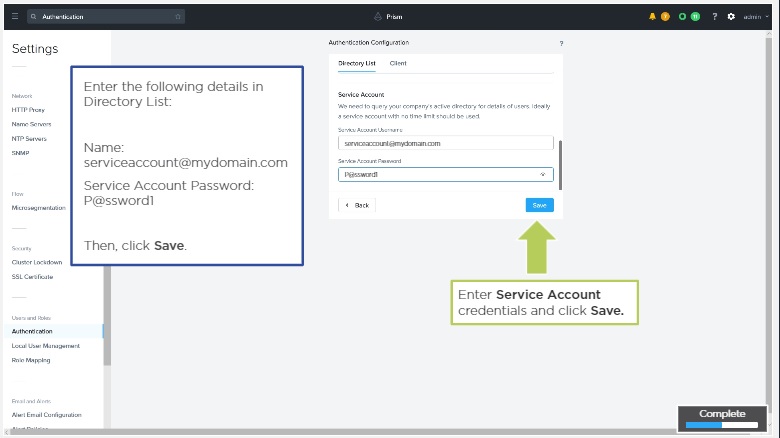 Authentication
Prism
?
admin
Settings
Network
HTTP Proxy
Name Servers
NTP Servers
SNMP
Flow
Microsegmentation
Security
Cluster Lockdown
SSL Certificate
Users and Roles
Authentication
Local User Management
Role Mapping
Email and Alerts
Alert Email Configuration
Alert Policies
Enter the following details in
Directory List:
Name:
serviceaccount@mydomain.com
Service Account Password:
P@ssword1
Then, click Save.
Authentication Configuration
?
Directory List
Client
Service Account
We need to query your company's active directory for details of users. Ideally
a service account with no time limit should be used.
Service Account Username
serviceaccount@mydomain.com
Service Account Password
P@ssword1
Back
Save
Enter Service Account
credentials and click Save.
Complete